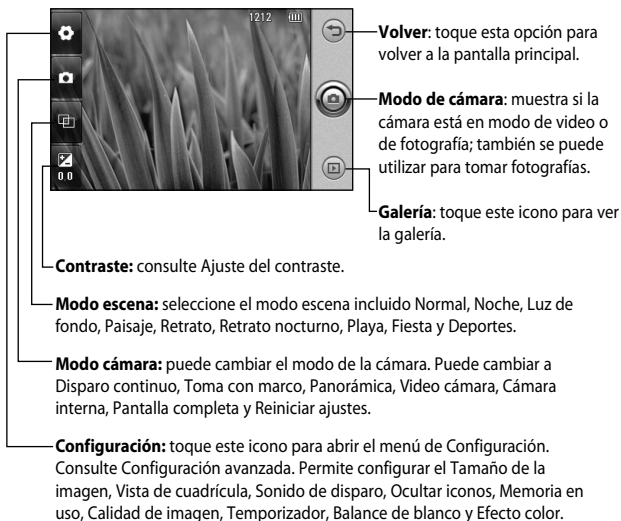 1212
0.0
Volver: toque esta opción para
volver a la pantalla principal.
Modo de cámara: muestra si la
cámara está en modo de video o
de fotografía; también se puede
utilizar para tomar fotografías.
Galería: toque este icono para ver
la galería.
Contraste: consulte Ajuste del contraste.
Modo escena: seleccione el modo escena incluido Normal, Noche, Luz de
fondo, Paisaje, Retrato, Retrato nocturno, Playa, Fiesta y Deportes.
Modo cámara: puede cambiar el modo de la cámara. Puede cambiar a
Disparo continuo, Toma con marco, Panorámica, Video cámara, Cámara
interna, Pantalla completa y Reiniciar ajustes.
Configuración: toque este icono para abrir el menú de Configuración.
Consulte Configuración avanzada. Permite configurar el Tamaño de la
imagen, Vista de cuadrícula, Sonido de disparo, Ocultar iconos, Memoria en
uso, Calidad de imagen, Temporizador, Balance de blanco y Efecto color.